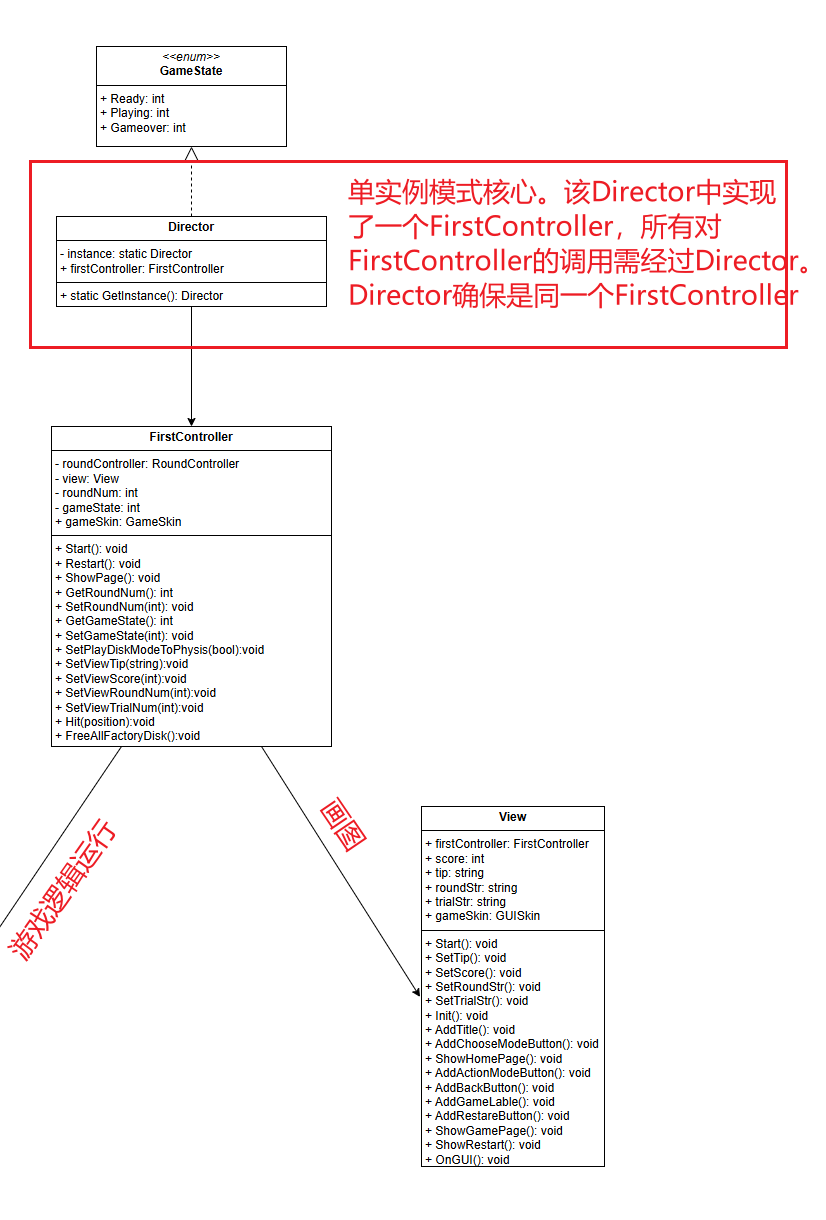 <<enum>>
GameState
+ Ready: int
+ Playing: int
+ Gameover: int
单实例模式核心。该Director中实现
了一个FirstController，所有对
FirstController的调用需经过Director。
Director确保是同一个FirstController
Director
- instance: static Director
+ firstController: FirstController
+ static GetInstance(): Director
FirstController
- roundController: RoundController
- view: View
- roundNum: int
- gameState: int
+ gameSkin: GameSkin
+ Start(): void
+ Restart(): void
+ ShowPage(): void
+ GetRoundNum(): int
+ SetRoundNum(int): void
+ GetGameState(): int
+ SetGameState(int): void
+ SetPlayDiskModeToPhysis(bool):void
+ SetViewTip(string):void
+ SetViewScore(int):void
+ SetViewRoundNum(int):void
+ SetViewTrialNum(int):void
+ Hit(position):void
+ FreeAllFactoryDisk():void
游戏逻辑运行
画图
View
+ firstController: FirstController
+ score: int
+ tip: string
+ roundStr: string
+ trialStr: string
+ gameSkin: GUISkin
+ Start(): void
+ SetTip(): void
+ SetScore(): void
+ SetRoundStr(): void
+ SetTrialStr(): void
+ Init(): void
+ AddTitle(): void
+ AddChooseModeButton(): void
+ ShowHomePage(): void
+ AddActionModeButton(): void
+ AddBackButton(): void
+ AddGameLable(): void
+ AddRestareButton(): void
+ ShowGamePage(): void
+ ShowRestart(): void
+ OnGUI(): void